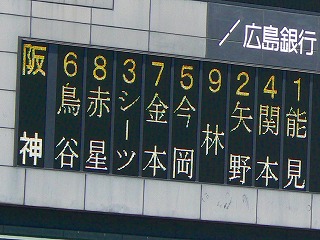 ／広島銀行
阪神
6 鳥谷
8 赤星
3 シーツ
7 金本
5 今岡
9 林
2 矢野
4 関本
1 能見